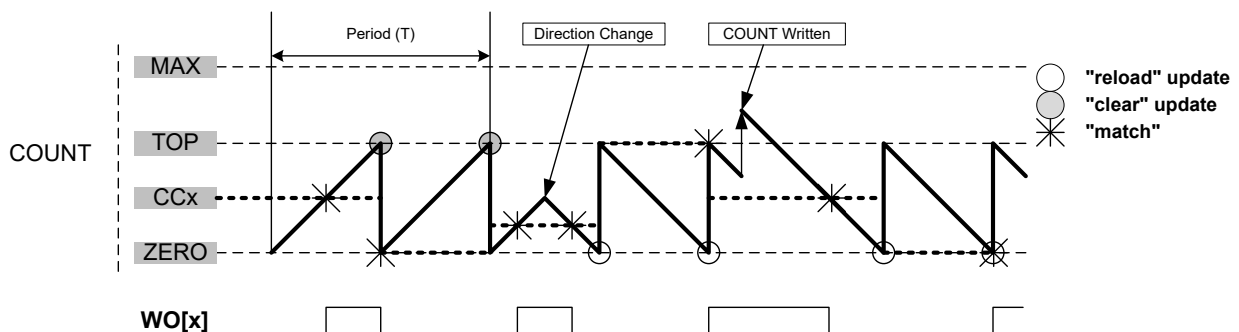 Period (T)
Direction Change
COUNT Written
MAX
"reload" update
"clear" update
"match"
TOP
COUNT
CCx
ZERO
WO[x]